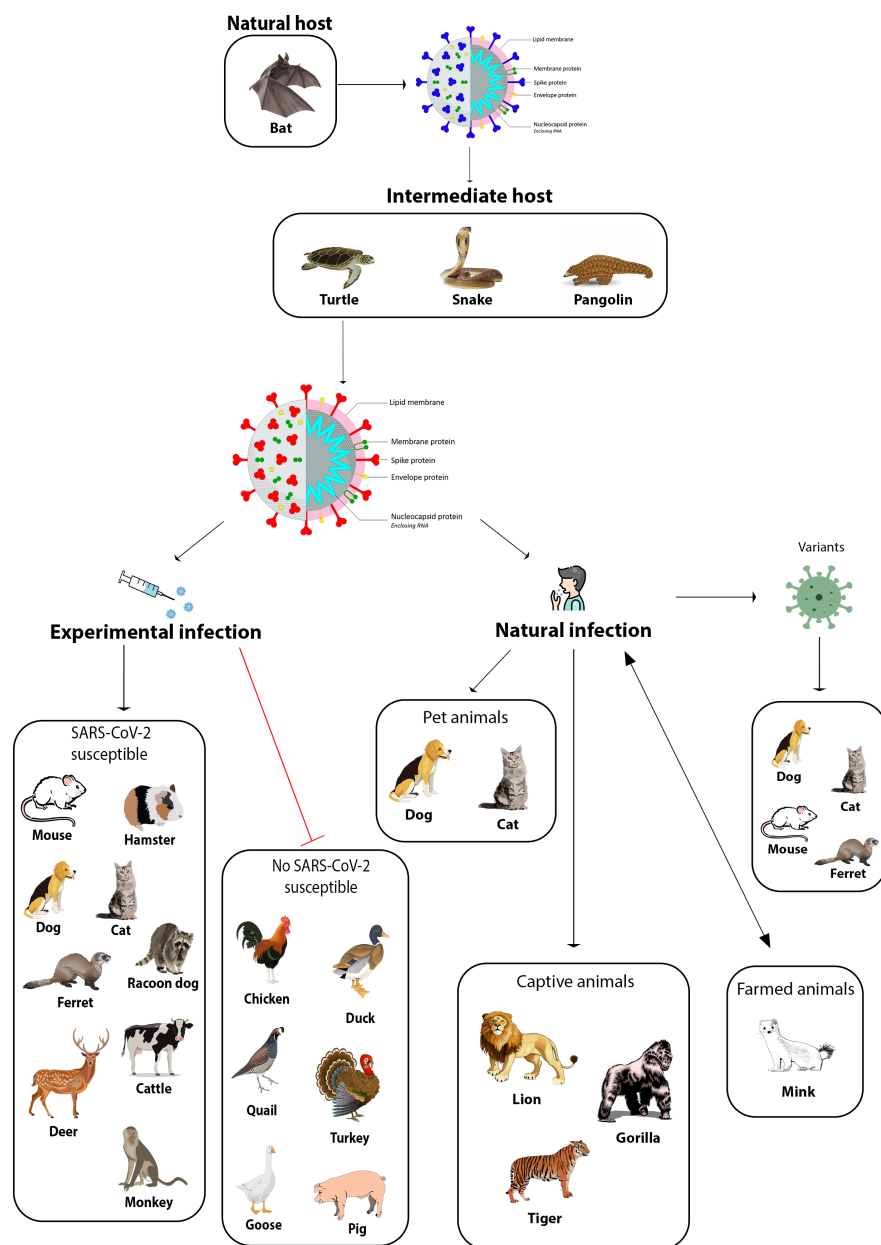 Natural host
Bat
Lipid membrane
Membrane protein
Spike protein
Envelope protein
Nucleocapsid protein
Enclosing RNA
Intermediate host
Turtle
Snake
Pangolin
Lipid membrane
Membrane protein
Spike protein
Envelope protein
Nucleocapsid protein
Enclosing RNA
Experimental infection
Natural infection
Variants
SARS-CoV-2
susceptible
Mouse
Hamster
Dog
Cat
Ferret
Racoon dog
Deer
Cattle
Monkey
No SARS-CoV-2
susceptible
Chicken
Duck
Quail
Turkey
Goose
Pig
Pet animals
Dog
Cat
Captive animals
Lion
Gorilla
Tiger
Farmed animals
Mink
Dog
Cat
Mouse
Ferret